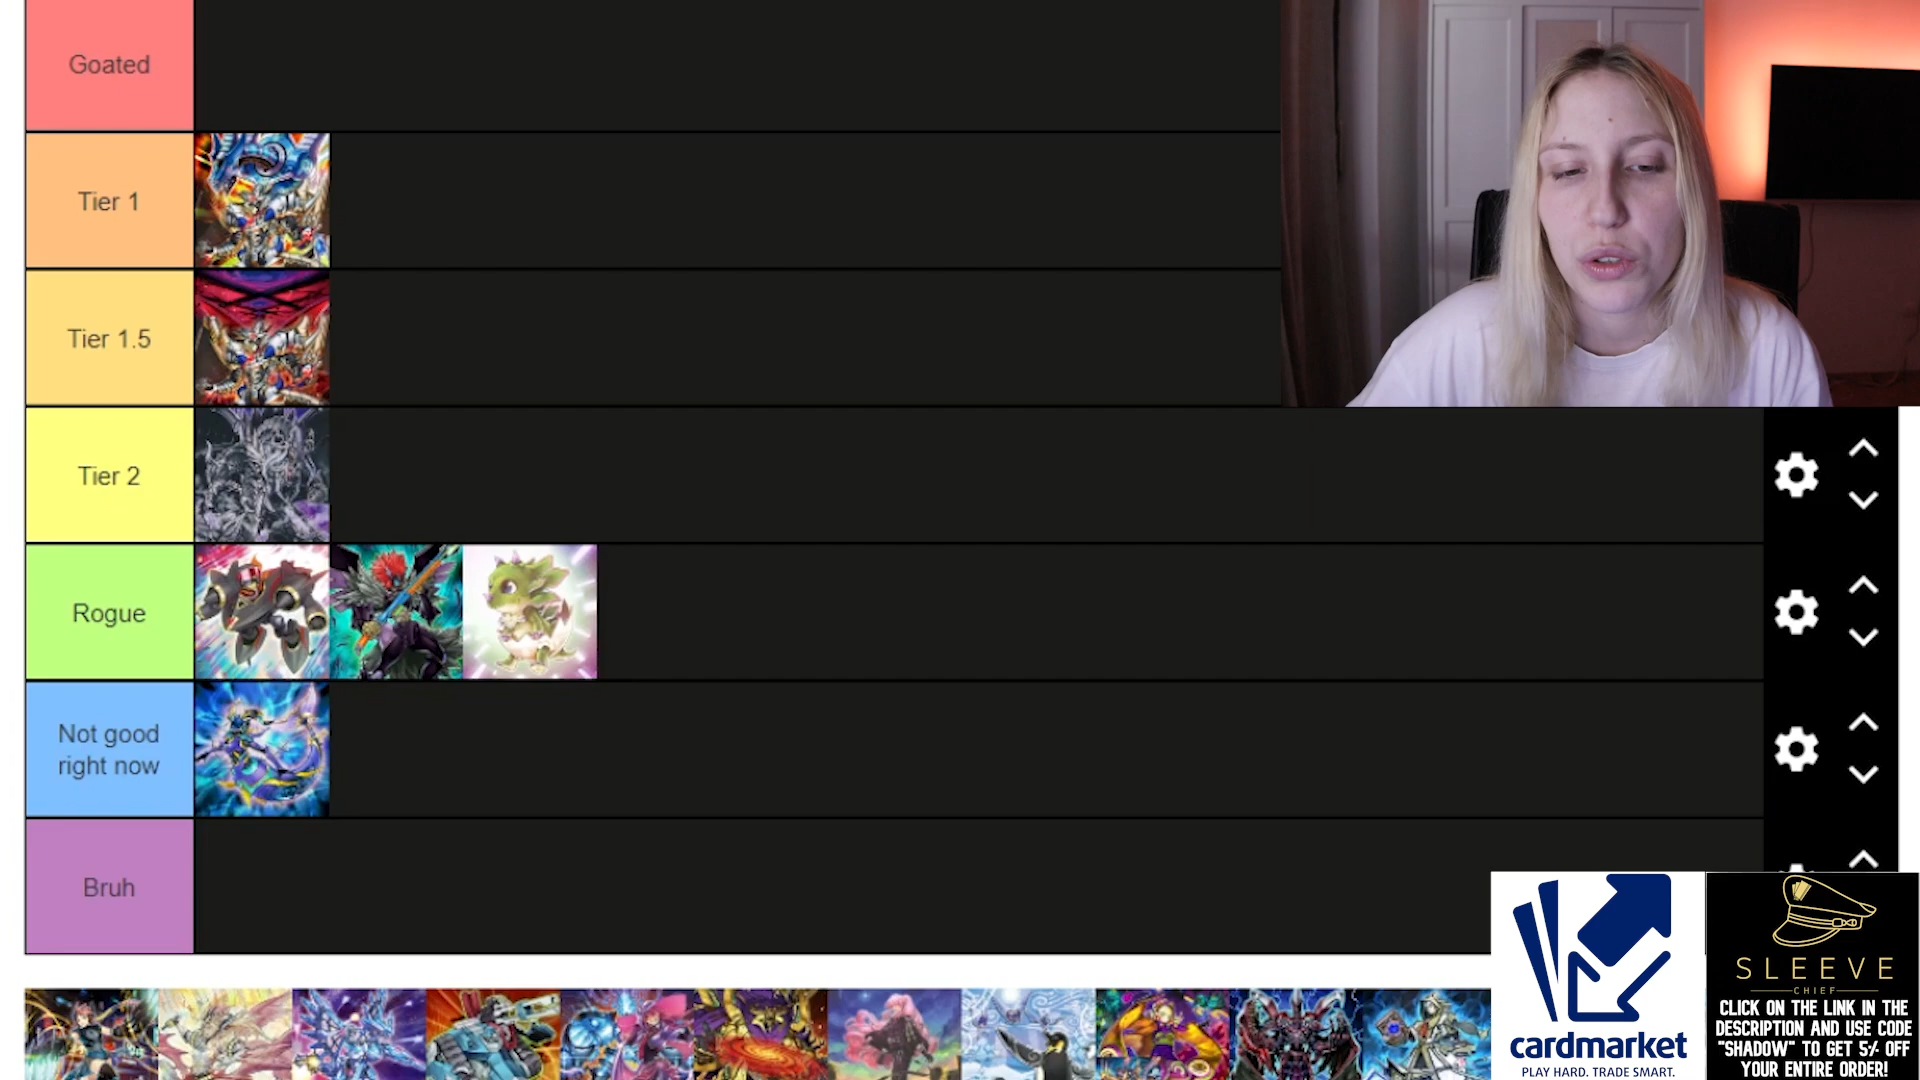 Goated
Tier 1
Tier 1.5
Tier 2
Rogue
Not good
right now
Bruh
cardmarket
PLAY HARD. TRADE SMART.
SLEEVE
CHIEF
CLICK ON THE LINK IN THE
DESCRIPTION AND USE CODE
"SHADOW" TO GET 5% OFF
YOUR ENTIRE ORDER!